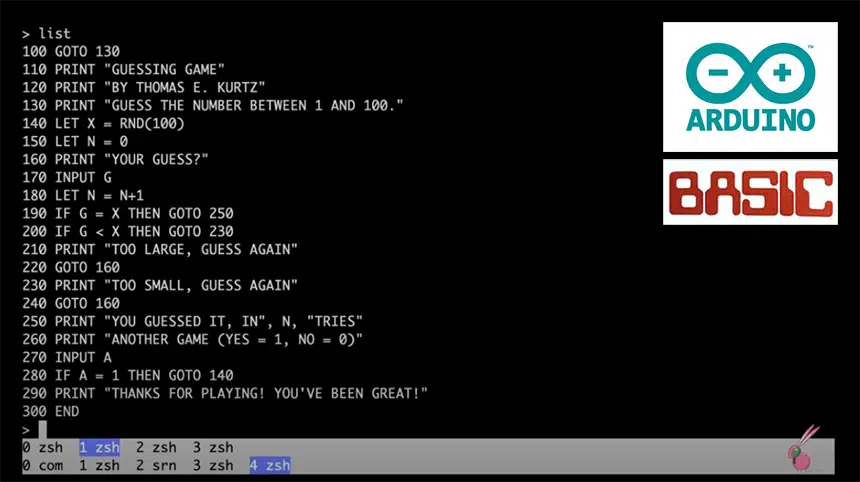 > list
100 GOTO 130
110 PRINT "GUESSING GAME"
120 PRINT "BY THOMAS E. KURTZ"
130 PRINT "GUESS THE NUMBER BETWEEN 1 AND 100."
140 LET X = RND(100)
150 LET N = 0
160 PRINT "YOUR GUESS?"
170 INPUT G
180 LET N = N+1
190 IF G = X THEN GOTO 250
200 IF G < X THEN GOTO 230
210 PRINT "TOO LARGE, GUESS AGAIN"
220 GOTO 160
230 PRINT "TOO SMALL, GUESS AGAIN"
240 GOTO 160
250 PRINT "YOU GUESSED IT, IN", N, "TRIES"
260 PRINT "ANOTHER GAME (YES = 1, NO = 0)"
270 INPUT A
280 IF A = 1 THEN GOTO 140
290 PRINT "THANKS FOR PLAYING! YOU'VE BEEN GREAT!"
300 END
>
0 zsh 1 zsh 2 zsh 3 zsh
0 com 1 zsh 2 srn 3 zsh 4 zsh
ARDUINO
TM
BASIC